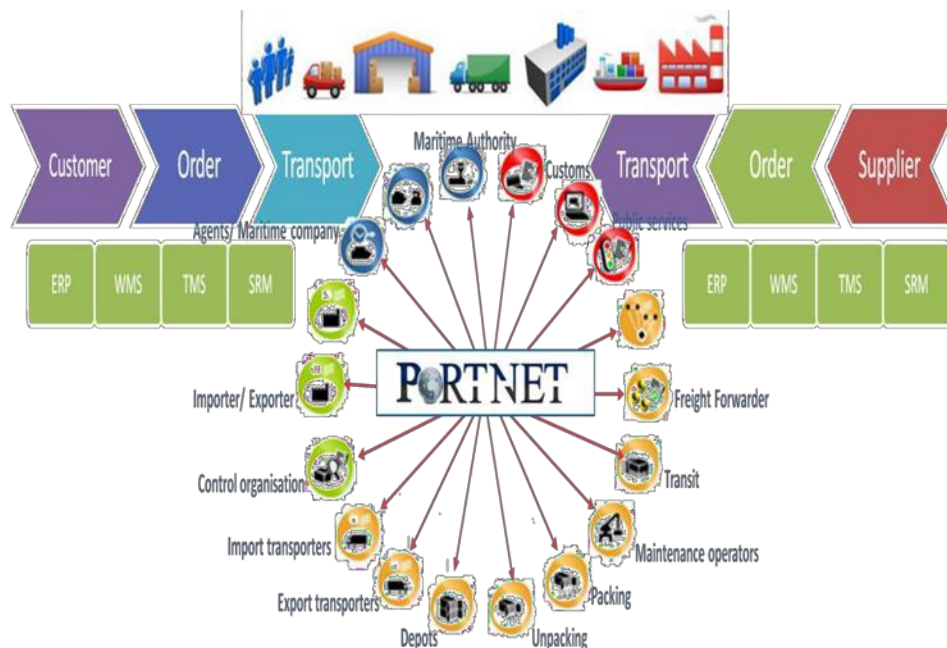 Maritime Authority
Customer
Order
Transport
Customs
Transport
Order
Supplier
Agents/ Maritime company
Public services
ERP
WMS
TMS
SRM
ERP
WMS
TMS
SRM
PORTNET
Importer/ Exporter
Freight Forwarder
Control organisation
Transit
Import transporters
Maintenance operators
Export transporters
Packing
Depots
Unpacking